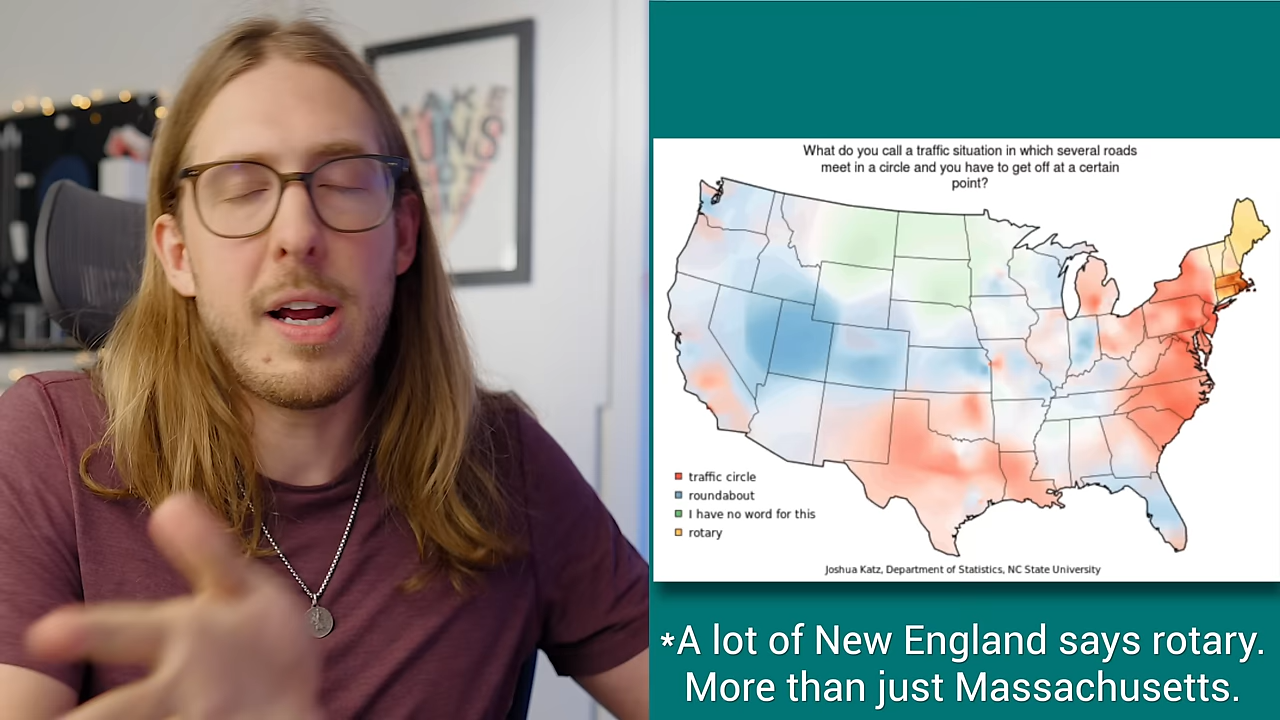 AKE
UNS
What do you call a traffic situation in which several roads
meet in a circle and you have to get off at a certain
point?
traffic circle
roundabout
I have no word for this
rotary
Joshua Katz, Department of Statistics, NC State University
*A lot of New England says rotary.
More than just Massachusetts.